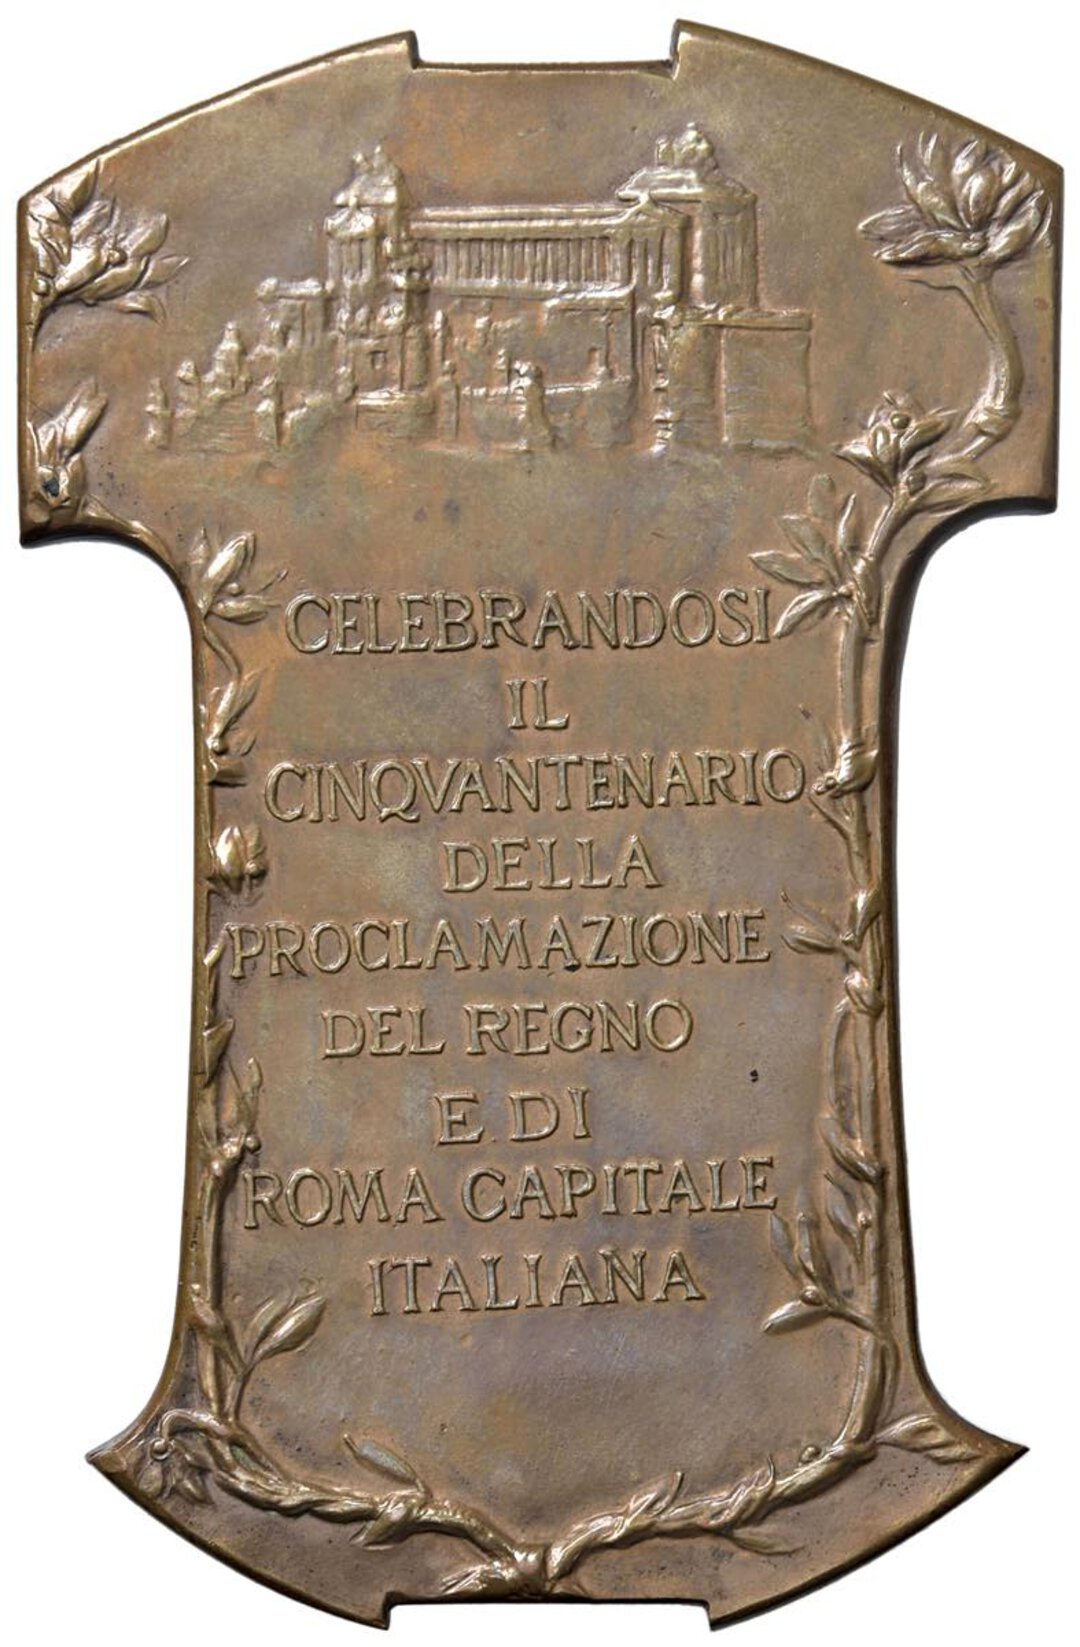 CELEBRANDOSI
IL
CINQVANTENARIO
DELLA
PROCLAMAZIONE
DEL REGNO
E. DI
ROMA CAPITALE
ITALIANA